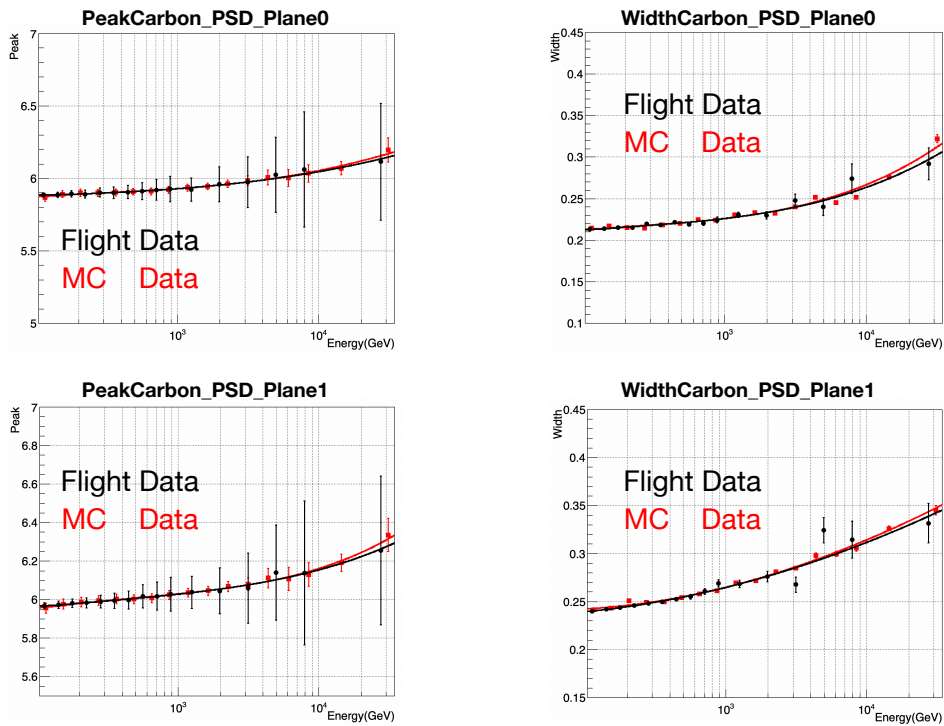 PeakCarbon_PSD_Plane0
Peak
7
6.5
6
5.5
5
Flight Data
MC Data
10³
10⁴
Energy(GeV)
WidthCarbon_PSD_Plane0
Width
0.45
0.4
0.35
0.3
0.25
0.2
0.15
0.1
Flight Data
MC Data
10³
10⁴
Energy(GeV)
PeakCarbon_PSD_Plane1
Peak
7
6.8
6.6
6.4
6.2
6
5.8
5.6
Flight Data
MC Data
10³
10⁴
Energy(GeV)
WidthCarbon_PSD_Plane1
Width
0.45
0.4
0.35
0.3
0.25
0.2
0.15
Flight Data
MC Data
10³
10⁴
Energy(GeV)